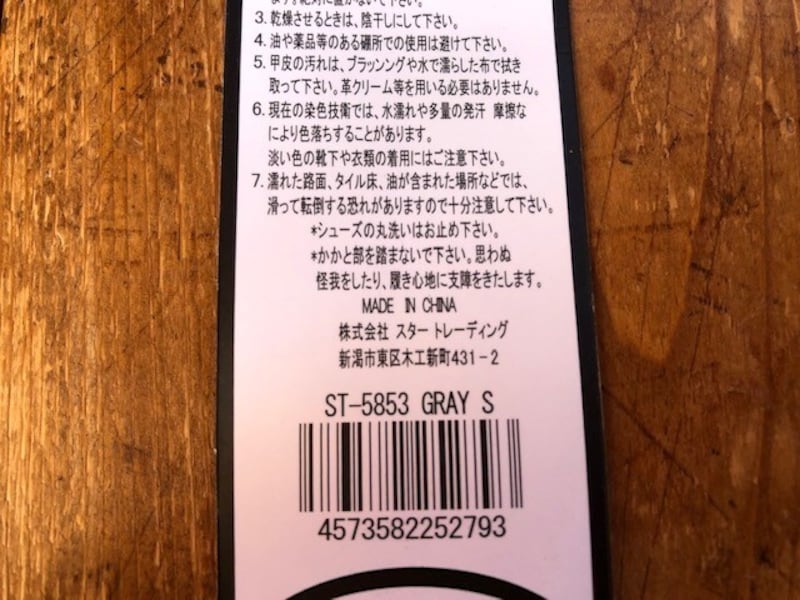 ます。絶対に置かないで下さい。
3. 乾燥させるときは、陰干しにして下さい。
4. 油や薬品等のある硼所での使用は避けて下さい。
5. 甲皮の汚れは、ブラッシングや水で濡らした布で拭き
取って下さい。革クリーム等を用いる必要はありません。
6. 現在の染色技術では、水濡れや多量の発汗 摩擦な
により色落ちすることがあります。
淡い色の靴下や衣類の着用にはご注意下さい。
7. 濡れた路面、タイル床、油が含まれた場所などでは、
滑って転倒する恐れがありますので十分注意して下さい。
*シューズの丸洗いはお止め下さい。
*かかと部を踏まないで下さい。思わぬ
怪我をしたり、履き心地に支障をきたします。
MADE IN CHINA
株式会社 スター トレーディング
新潟市東区木工新町431-2
ST-5853 GRAY S
4573582252793